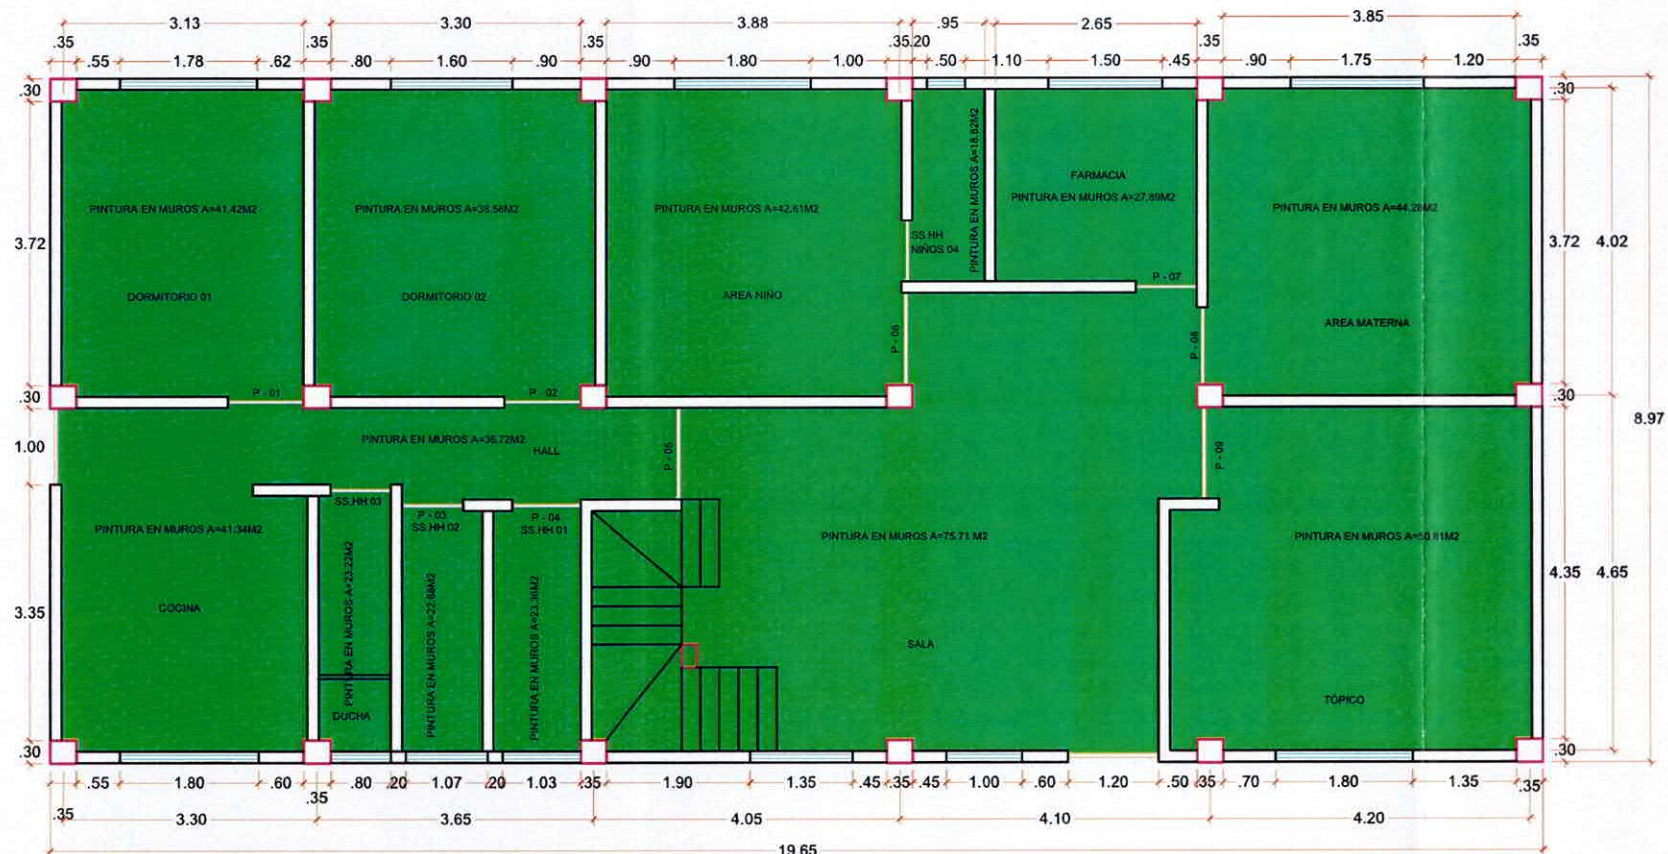 3.13
3.30
3.88
.95
2.65
3.85
.35
.35
.35
.35
.20
.35
.35
.55
1.78
.62
.80
1.60
.90
.90
1.80
1.00
.50
1.10
1.50
.45
.90
1.75
1.20
.30
.30
PINTURA EN MUROS A=18.82M2
FARMACIA
PINTURA EN MUROS A=27.89M2
PINTURA EN MUROS A=41.42M2
PINTURA EN MUROS A=38.56M2
PINTURA EN MUROS A=42.61M2
PINTURA EN MUROS A=44.28M2
3.72
SS.HH
NIÑOS 04
3.72
4.02
P - 07
DORMITORIO 01
DORMITORIO 02
AREA NIÑO
AREA MATERNA
P - 06
P - 08
.30
P - 01
P - 02
.30
8.97
1.00
PINTURA EN MUROS A=36.72M2
HALL
P - 05
P - 09
SS.HH 03
P - 03
SS.HH 02
P - 04
SS.HH 01
PINTURA EN MUROS A=41.34M2
PINTURA EN MUROS A=75.71 M2
PINTURA EN MUROS A=50.81M2
PINTURA EN MUROS A=23.22M2
PINTURA EN MUROS A=22.68M2
PINTURA EN MUROS A=23.36M2
4.35
4.65
COCINA
3.35
SALA
TÓPICO
DUCHA
.30
.30
.55
1.80
.60
.80
.20
1.07
.20
1.03
.35
1.90
1.35
.45
.35
.45
1.00
.60
1.20
.50
.35
.70
1.80
1.35
.35
.35
.35
3.30
3.65
4.05
4.10
4.20
19.65